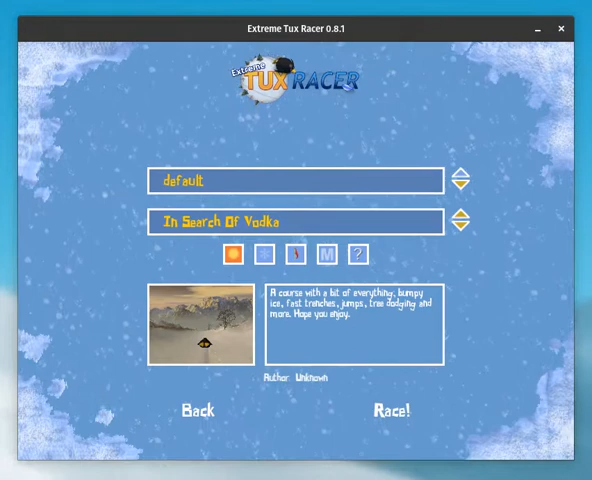 Extreme Tux Racer 0.8.1
Extreme
TUX RACER
default
In Search Of Vodka
M
?
A course with a bit of everything, bumpy
ice, fast trenches, jumps, tree dodging and
more. Hope you enjoy.
Author: Unknown
Back
Race!